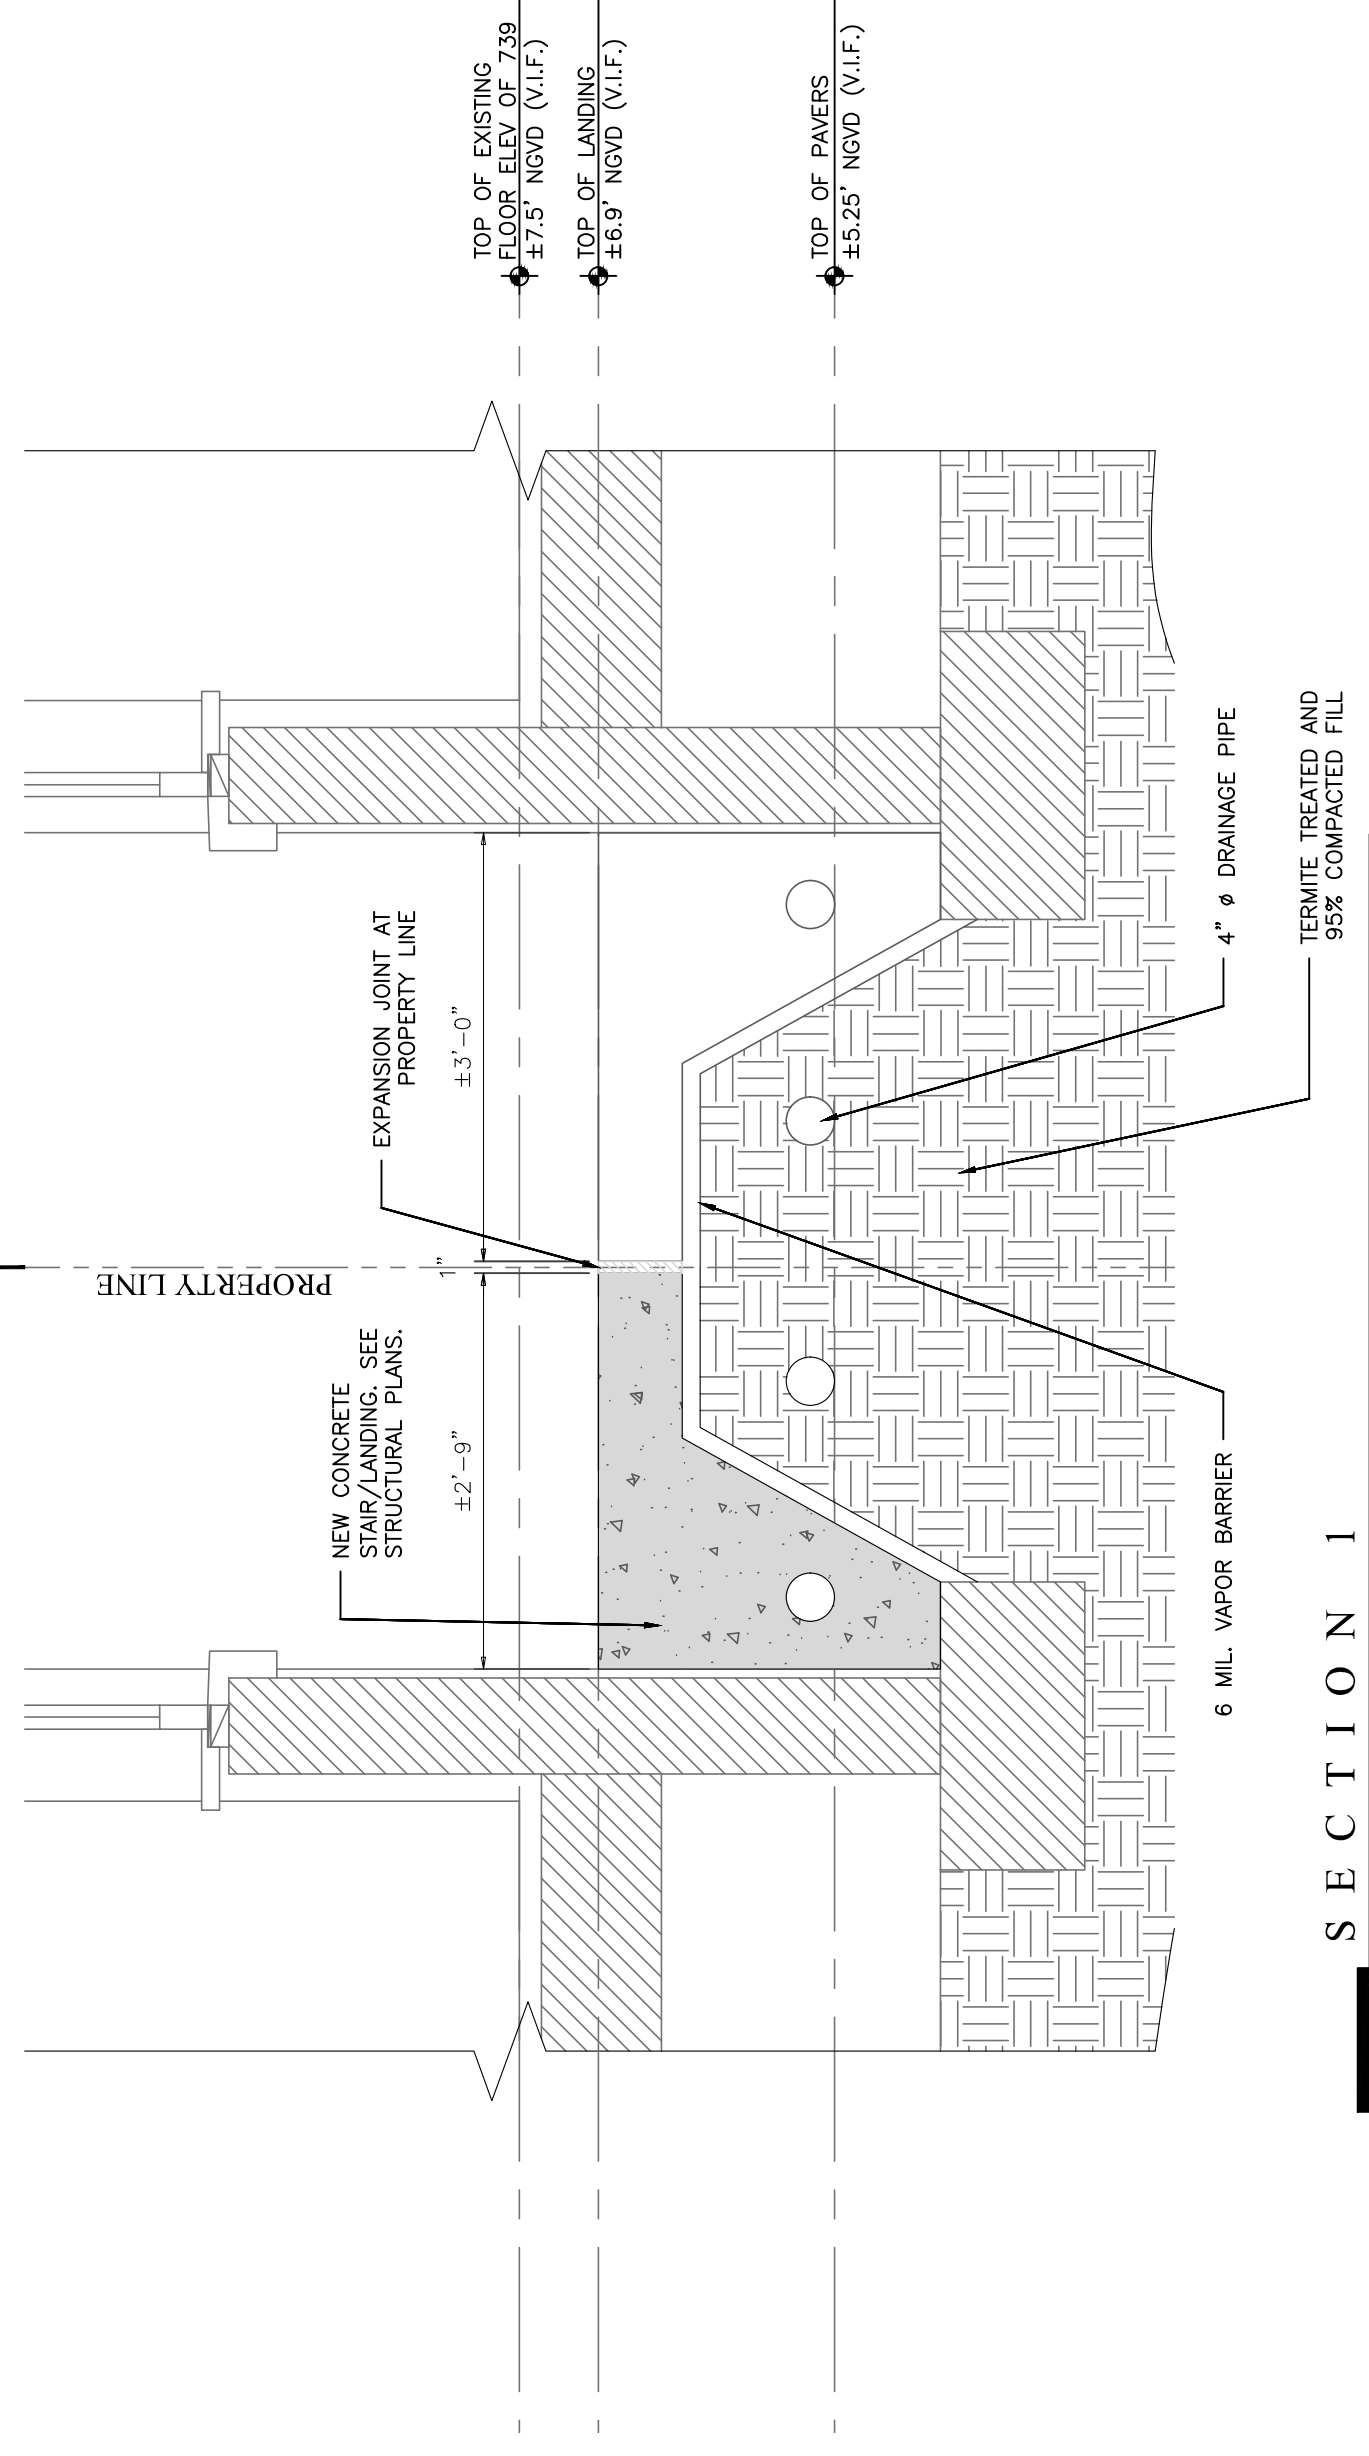 NEW CONCRETE
STAIR/LANDING. SEE
STRUCTURAL PLANS.
PROPERTY LINE
EXPANSION JOINT AT
PROPERTY LINE
±2'-9"
1"
±3'-0"
TOP OF EXISTING
FLOOR ELEV OF 739
±7.5' NGVD (V.I.F.)
TOP OF LANDING
±6.9' NGVD (V.I.F.)
TOP OF PAVERS
±5.25' NGVD (V.I.F.)
6 MIL. VAPOR BARRIER
4" ø DRAINAGE PIPE
TERMITE TREATED AND
95% COMPACTED FILL
SECTION 1